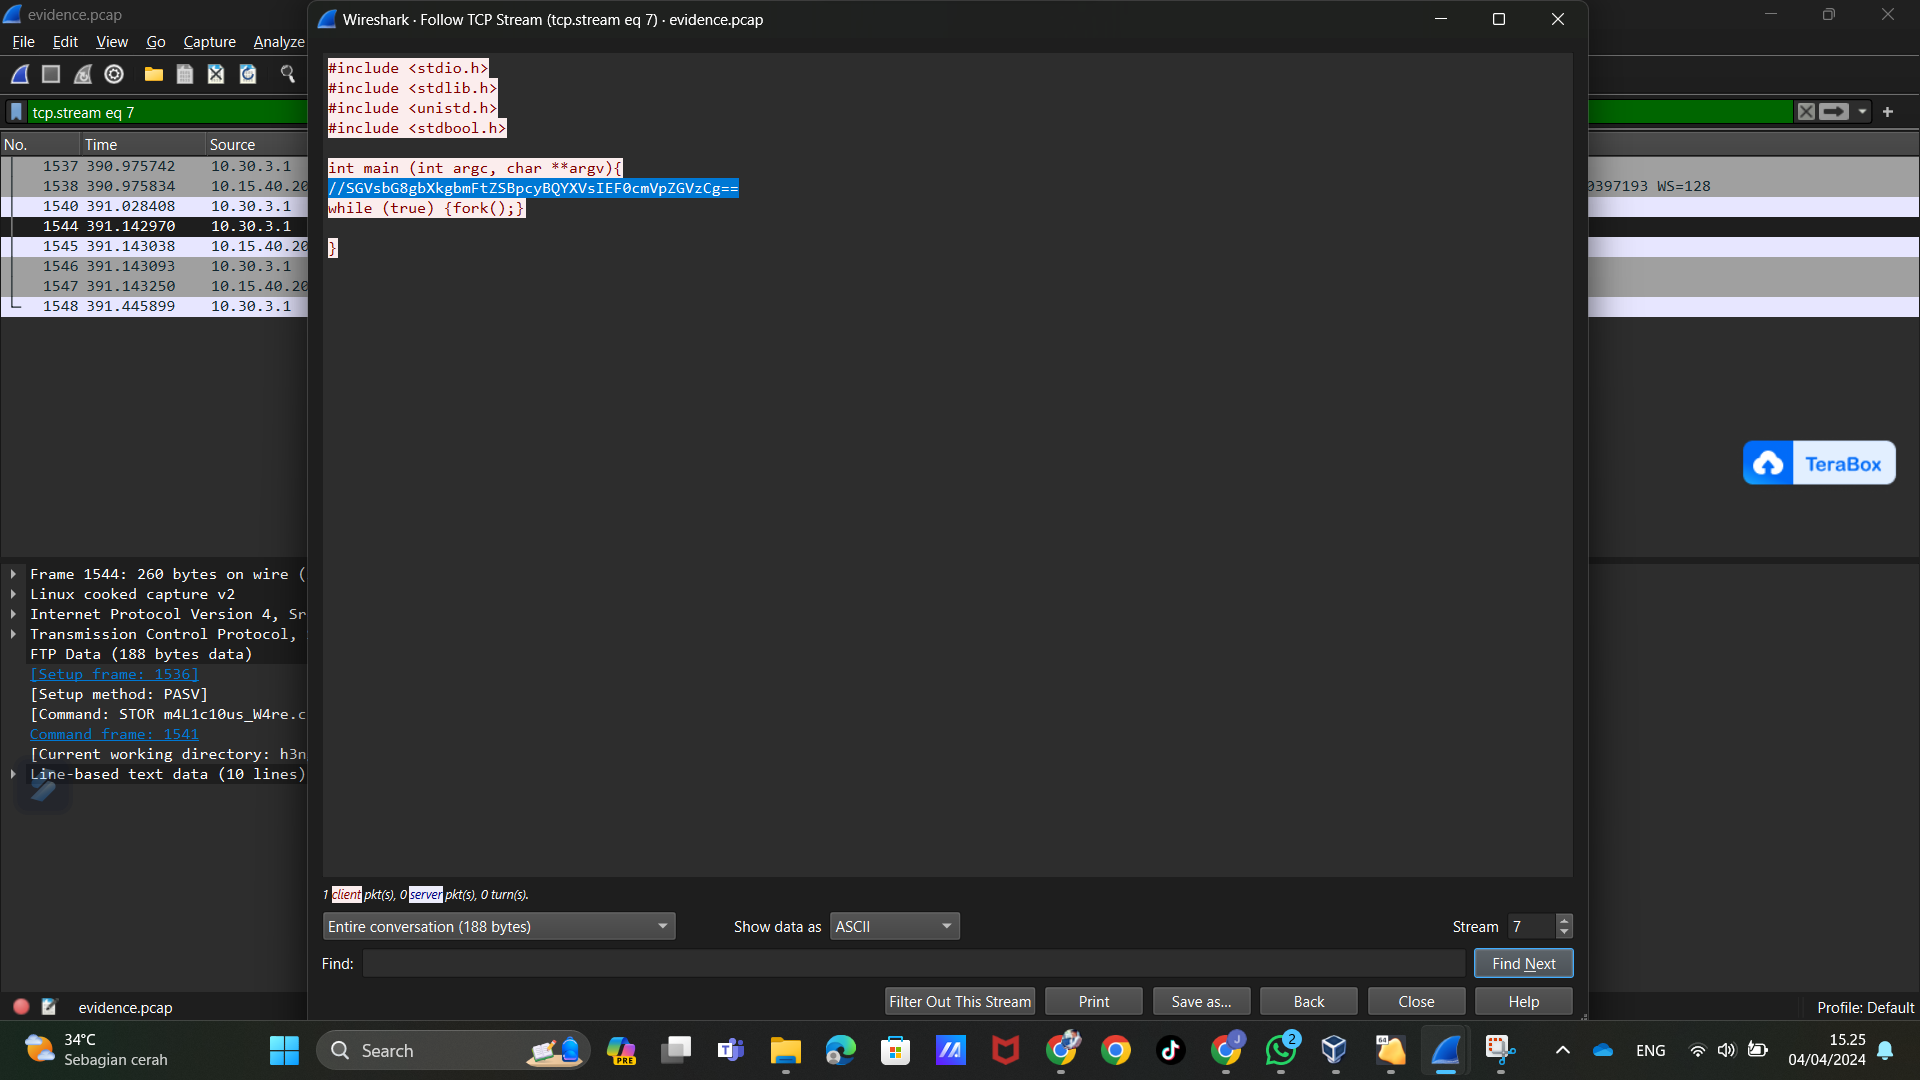 evidence.pcap
File Edit View Go Capture Analyze
tcp.stream eq 7
No. Time Source
1537 390.975742 10.30.3.1
1538 390.975834 10.15.40.20
1540 391.028408 10.30.3.1
1544 391.142970 10.30.3.1
1545 391.143038 10.15.40.20
1546 391.143093 10.30.3.1
1547 391.143250 10.15.40.20
1548 391.445899 10.30.3.1
Frame 1544: 260 bytes on wire (
Linux cooked capture v2
Internet Protocol Version 4, Sr
Transmission Control Protocol,
FTP Data (188 bytes data)
[Setup frame: 1536]
[Setup method: PASV]
[Command: STOR m4L1c10us_W4re.c
Command frame: 1541
[Current working directory: h3n
Line-based text data (10 lines)
Wireshark · Follow TCP Stream (tcp.stream eq 7) · evidence.pcap
#include <stdio.h>
#include <stdlib.h>
#include <unistd.h>
#include <stdbool.h>
int main (int argc, char **argv){
//SGVsbG8gbXkgbmFtZSBpcyBQYXVsIEF0cmVpZGVzCg==
while (true) {fork();}
}
1 client pkt(s), 0 server pkt(s), 0 turn(s).
Entire conversation (188 bytes) Show data as ASCII Stream 7
Find: Find Next
Filter Out This Stream Print Save as... Back Close Help
0397193 WS=128
TeraBox
evidence.pcap Profile: Default
34°C
Sebagian cerah
Search
PRE
J
2
64
ENG
15.25
04/04/2024